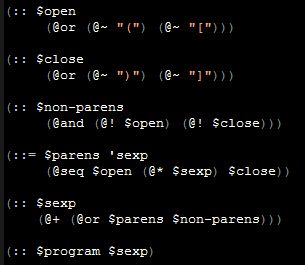 (:: $open
(@or (@~ "(") (@~ "[")))
(:: $close
(@or (@~ ")") (@~ "]")))
(:: $non-parens
(@and (@! $open) (@! $close)))
(::= $parens 'sexp
(@seq $open (@* $sexp) $close))
(:: $sexp
(@+ (@or $parens $non-parens)))
(:: $program $sexp)